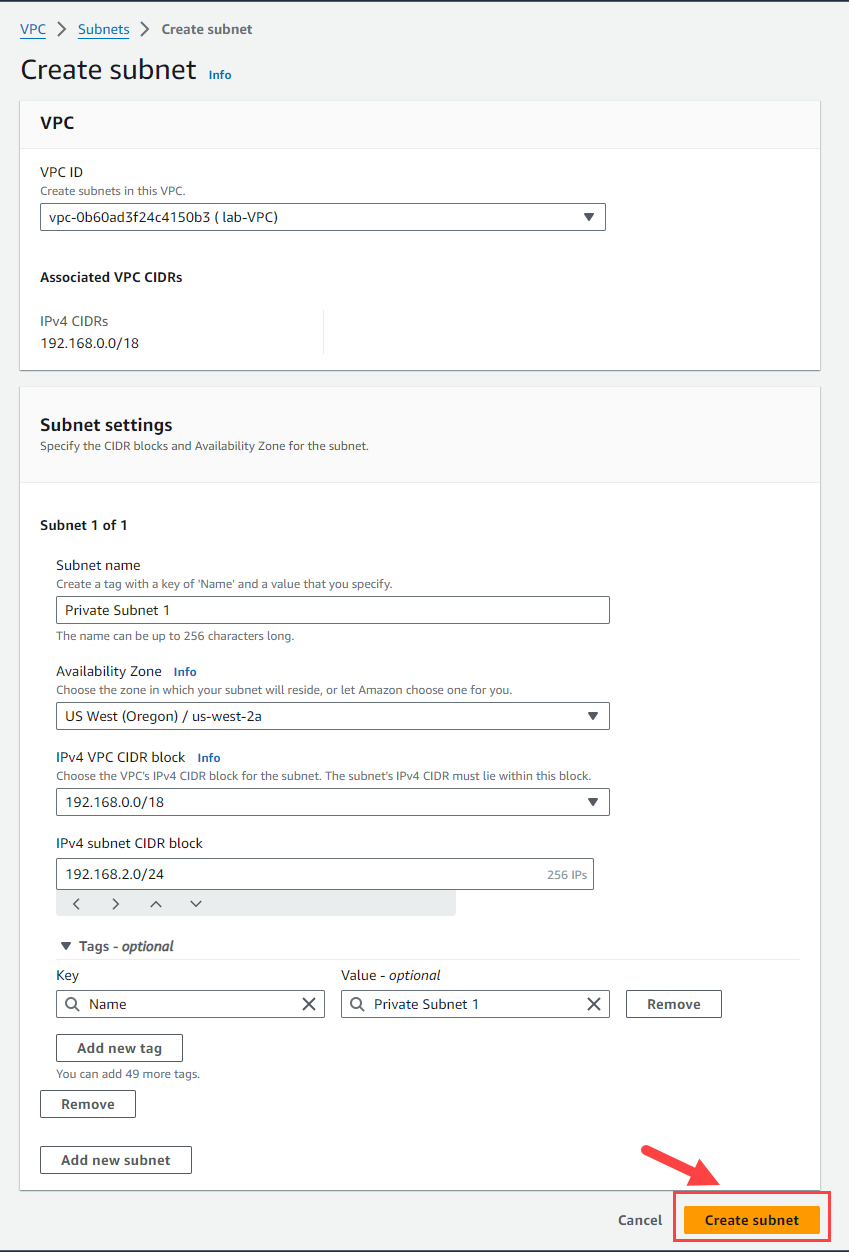 VPC > Subnets > Create subnet
Create subnet Info
VPC
VPC ID
Create subnets in this VPC.
vpc-0b60ad3f24c4150b3 ( lab-VPC)
Associated VPC CIDRs
IPv4 CIDRs
192.168.0.0/18
Subnet settings
Specify the CIDR blocks and Availability Zone for the subnet.
Subnet 1 of 1
Subnet name
Create a tag with a key of 'Name' and a value that you specify.
Private Subnet 1
The name can be up to 256 characters long.
Availability Zone Info
Choose the zone in which your subnet will reside, or let Amazon choose one for you.
US West (Oregon) / us-west-2a
IPv4 VPC CIDR block Info
Choose the VPC's IPv4 CIDR block for the subnet. The subnet's IPv4 CIDR must lie within this block.
192.168.0.0/18
IPv4 subnet CIDR block
192.168.2.0/24 256 IPs
Tags - optional
Key Value - optional
Name Private Subnet 1 Remove
Add new tag
You can add 49 more tags.
Remove
Add new subnet
Cancel Create subnet